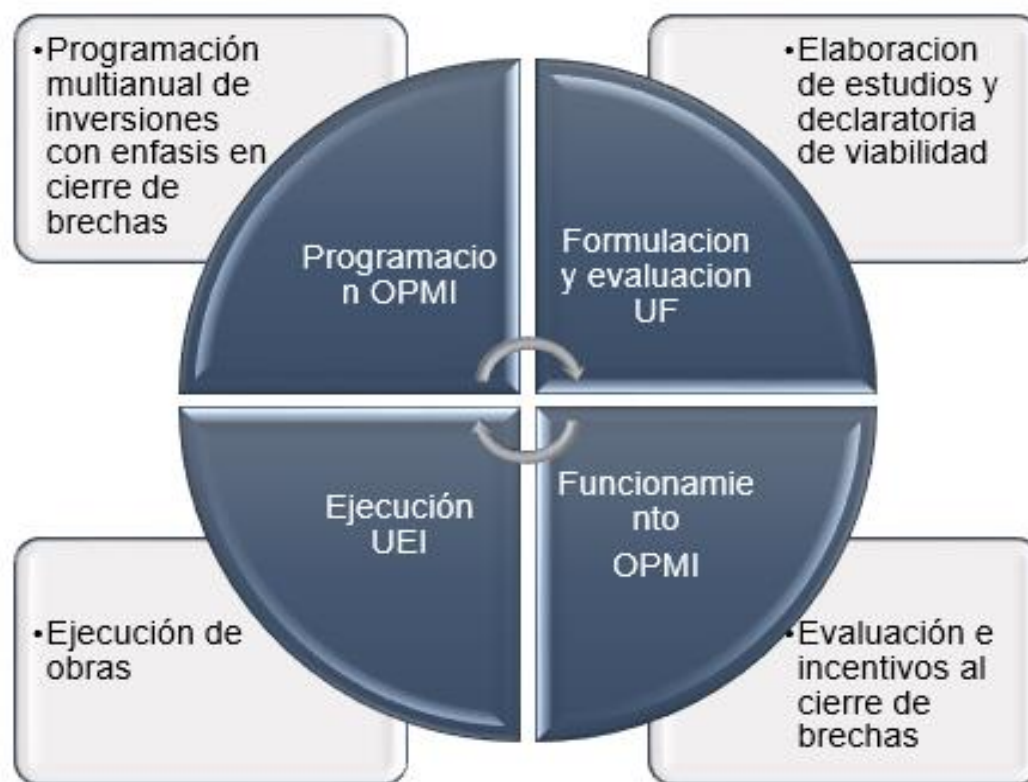 •Programación
multianual de
inversiones
con enfasis en
cierre de
brechas
•Elaboracion
de estudios y
declaratoria
de viabilidad
Programacio
n OPMI
Formulacion
y evaluacion
UF
Ejecución
UEI
Funcionamie
nto
OPMI
•Ejecución de
obras
•Evaluación e
incentivos al
cierre de
brechas